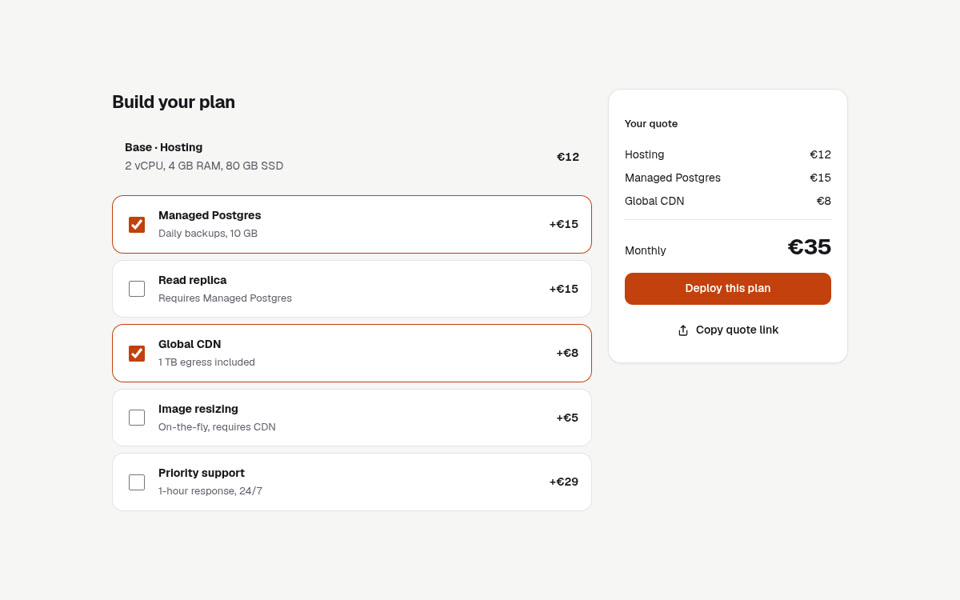 Build your plan
Base · Hosting
2 vCPU, 4 GB RAM, 80 GB SSD
€12
Managed Postgres
Daily backups, 10 GB
+€15
Read replica
Requires Managed Postgres
+€15
Global CDN
1 TB egress included
+€8
Image resizing
On-the-fly, requires CDN
+€5
Priority support
1-hour response, 24/7
+€29
Your quote
Hosting €12
Managed Postgres €15
Global CDN €8
Monthly €35
Deploy this plan
Copy quote link